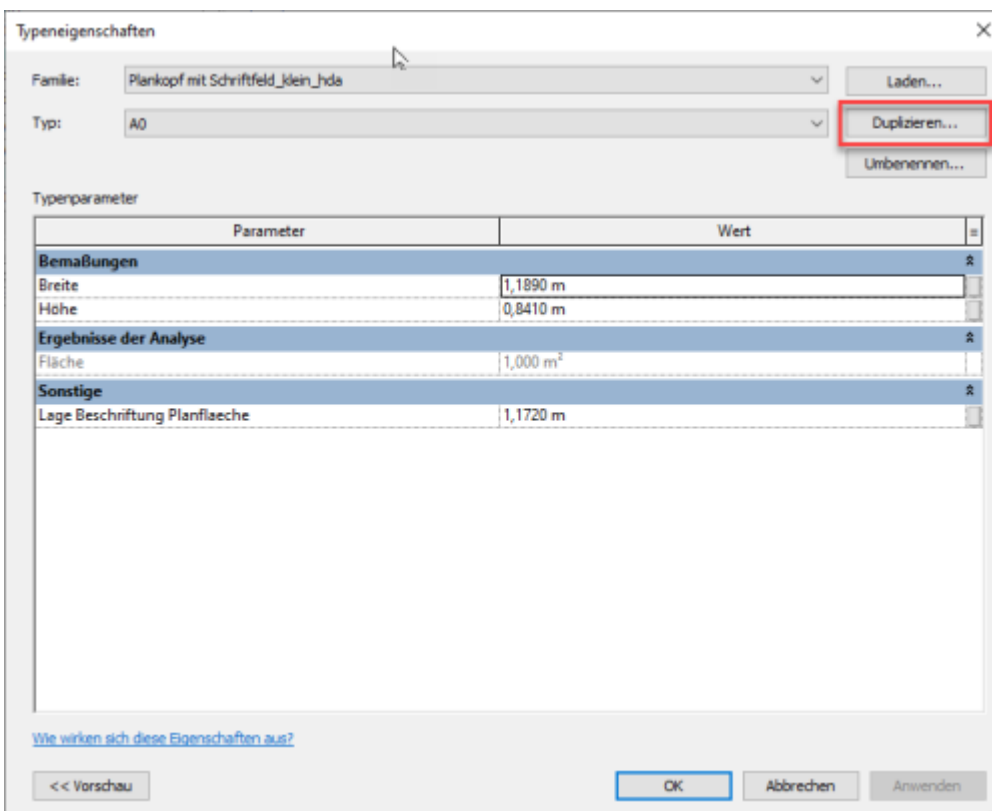 Typeneigenschaften
Familie: Plankopf mit Schriftfeld_klein_hda Laden...
Typ: A0 Duplizieren...
Umbenennen...
Typenparameter
Parameter Wert =
Bemaßungen
Breite 1,1890 m
Höhe 0,8410 m
Ergebnisse der Analyse
Fläche 1,000 m²
Sonstige
Lage Beschriftung Planflaeche 1,1720 m
Wie wirken sich diese Eigenschaften aus?
<< Vorschau OK Abbrechen Anwenden